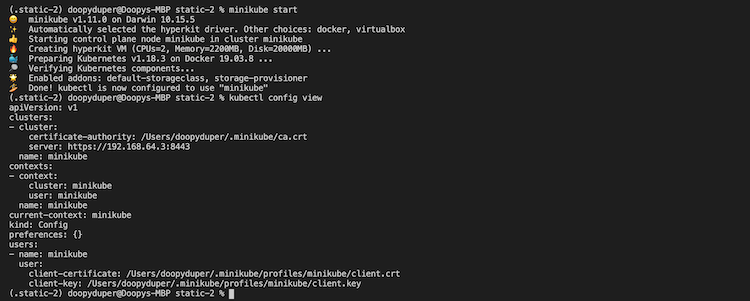 (.static-2) doopyduper@Doopys-MBP static-2 % minikube start
😄  minikube v1.11.0 on Darwin 10.15.5
✨  Automatically selected the hyperkit driver. Other choices: docker, virtualbox
👍  Starting control plane node minikube in cluster minikube
🔥  Creating hyperkit VM (CPUs=2, Memory=2200MB, Disk=20000MB) ...
🐳  Preparing Kubernetes v1.18.3 on Docker 19.03.8 ...
🔎  Verifying Kubernetes components...
🌟  Enabled addons: default-storageclass, storage-provisioner
🏄  Done! kubectl is now configured to use "minikube"
(.static-2) doopyduper@Doopys-MBP static-2 % kubectl config view
apiVersion: v1
clusters:
- cluster:
    certificate-authority: /Users/doopyduper/.minikube/ca.crt
    server: https://192.168.64.3:8443
  name: minikube
contexts:
- context:
    cluster: minikube
    user: minikube
  name: minikube
current-context: minikube
kind: Config
preferences: {}
users:
- name: minikube
  user:
    client-certificate: /Users/doopyduper/.minikube/profiles/minikube/client.crt
    client-key: /Users/doopyduper/.minikube/profiles/minikube/client.key
(.static-2) doopyduper@Doopys-MBP static-2 %